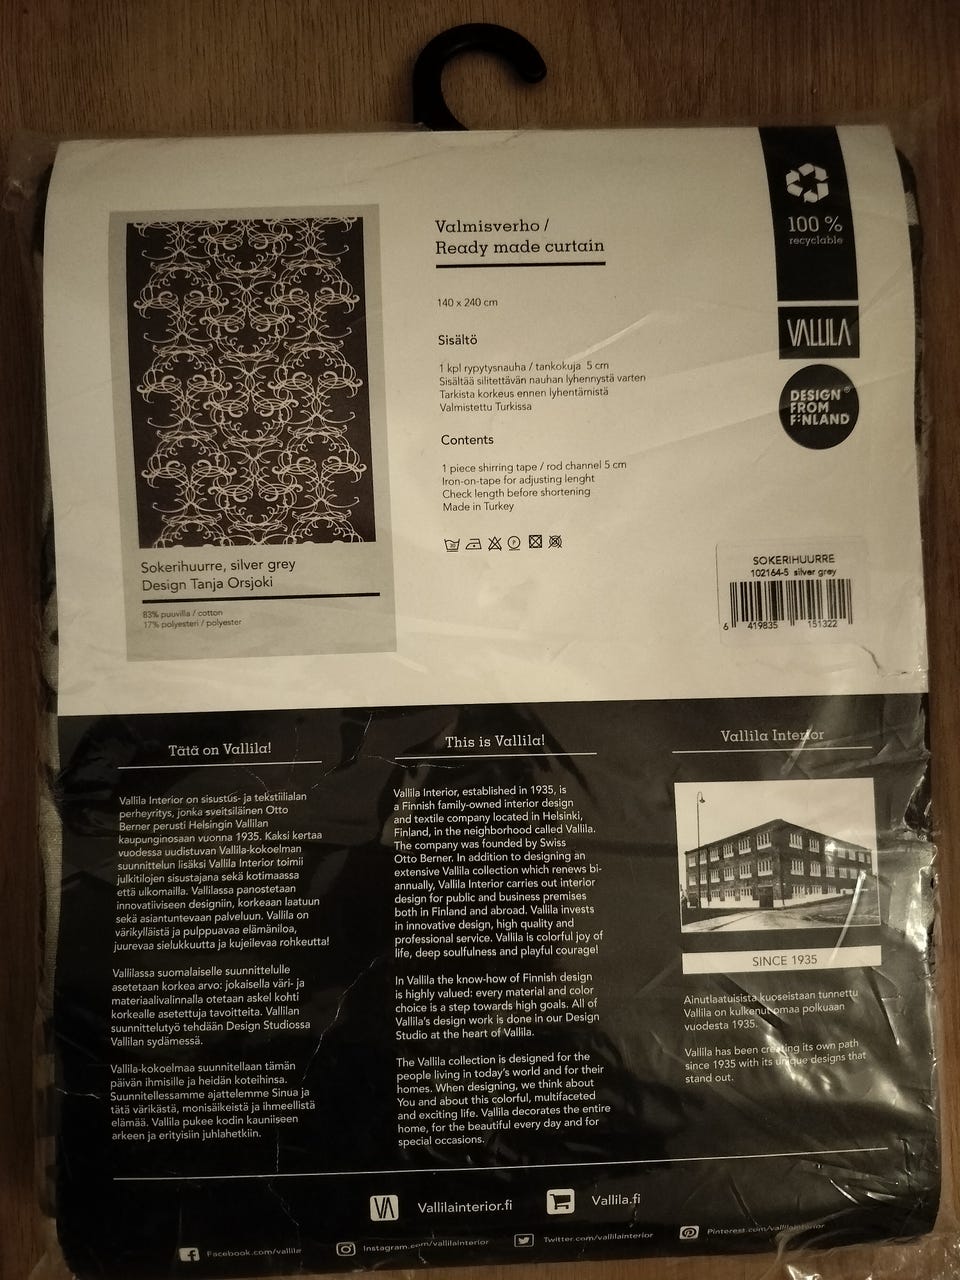 Valmisverho /
Ready made curtain
140 x 240 cm
Sisältö
1 kpl rypytysnauha / tankokuja 5 cm
Sisältää silitettävän nauhan lyhennystä varten
Tarkista korkeus ennen lyhentämistä
Valmistettu Turkissa
Contents
1 piece shirring tape / rod channel 5 cm
Iron-on-tape for adjusting lenght
Check length before shortening
Made in Turkey
100 %
recyclable
VALLILA
DESIGN®
FROM
FINLAND
Sokerihuurre, silver grey
Design Tanja Orsjoki
83% puuvilla / cotton
17% polyesteri / polyester
SOKERIHUURRE
102164-5 silver grey
6 419835 151322
Tätä on Vallila!
Vallila Interior on sisustus- ja tekstiilialan
perheyritys, jonka sveitsiläinen Otto
Berner perusti Helsingin Vallilan
kaupunginosaan vuonna 1935. Kaksi kertaa
vuodessa uudistuvan Vallila-kokoelman
suunnittelun lisäksi Vallila Interior toimii
julkitilojen sisustajana sekä kotimaassa
että ulkomailla. Vallilassa panostetaan
innovatiiviseen designiin, korkeaan laatuun
sekä asiantuntevaan palveluun. Vallila on
värikylläistä ja pulppuavaa elämäniloa,
juurevaa sielukkuutta ja kujeilevaa rohkeutta!
Vallilassa suomalaiselle suunnittelulle
asetetaan korkea arvo: jokaisella väri- ja
materiaalivalinnalla otetaan askel kohti
korkealle asetettuja tavoitteita. Vallilan
suunnittelutyö tehdään Design Studiossa
Vallilan sydämessä.
Vallila-kokoelmaa suunnitellaan tämän
päivän ihmisille ja heidän koteihinsa.
Suunnitellessamme ajattelemme Sinua ja
tätä värikästä, monisäikeistä ja ihmeellistä
elämää. Vallila pukee kodin kauniiseen
arkeen ja erityisiin juhlahetkiin.
This is Vallila!
Vallila Interior, established in 1935, is
a Finnish family-owned interior design
and textile company located in Helsinki,
Finland, in the neighborhood called Vallila.
The company was founded by Swiss
Otto Berner. In addition to designing an
extensive Vallila collection which renews bi-
annually, Vallila Interior carries out interior
design for public and business premises
both in Finland and abroad. Vallila invests
in innovative design, high quality and
professional service. Vallila is colorful joy of
life, deep soulfulness and playful courage!
In Vallila the know-how of Finnish design
is highly valued: every material and color
choice is a step towards high goals. All of
Vallila's design work is done in our Design
Studio at the heart of Vallila.
The Vallila collection is designed for the
people living in today's world and for their
homes. When designing, we think about
You and about this colorful, multifaceted
and exciting life. Vallila decorates the entire
home, for the beautiful every day and for
special occasions.
Vallila Interior
SINCE 1935
Ainutlaatuisista kuoseistaan tunnettu
Vallila on kulkenut omaa polkuaan
vuodesta 1935.
Vallila has been creating its own path
since 1935 with its unique designs that
stand out.
VA Vallilainterior.fi Vallila.fi
Facebook.com/vallila Instagram.com/vallilainterior Twitter.com/vallilainterior Pinterest.com/vallilainterior